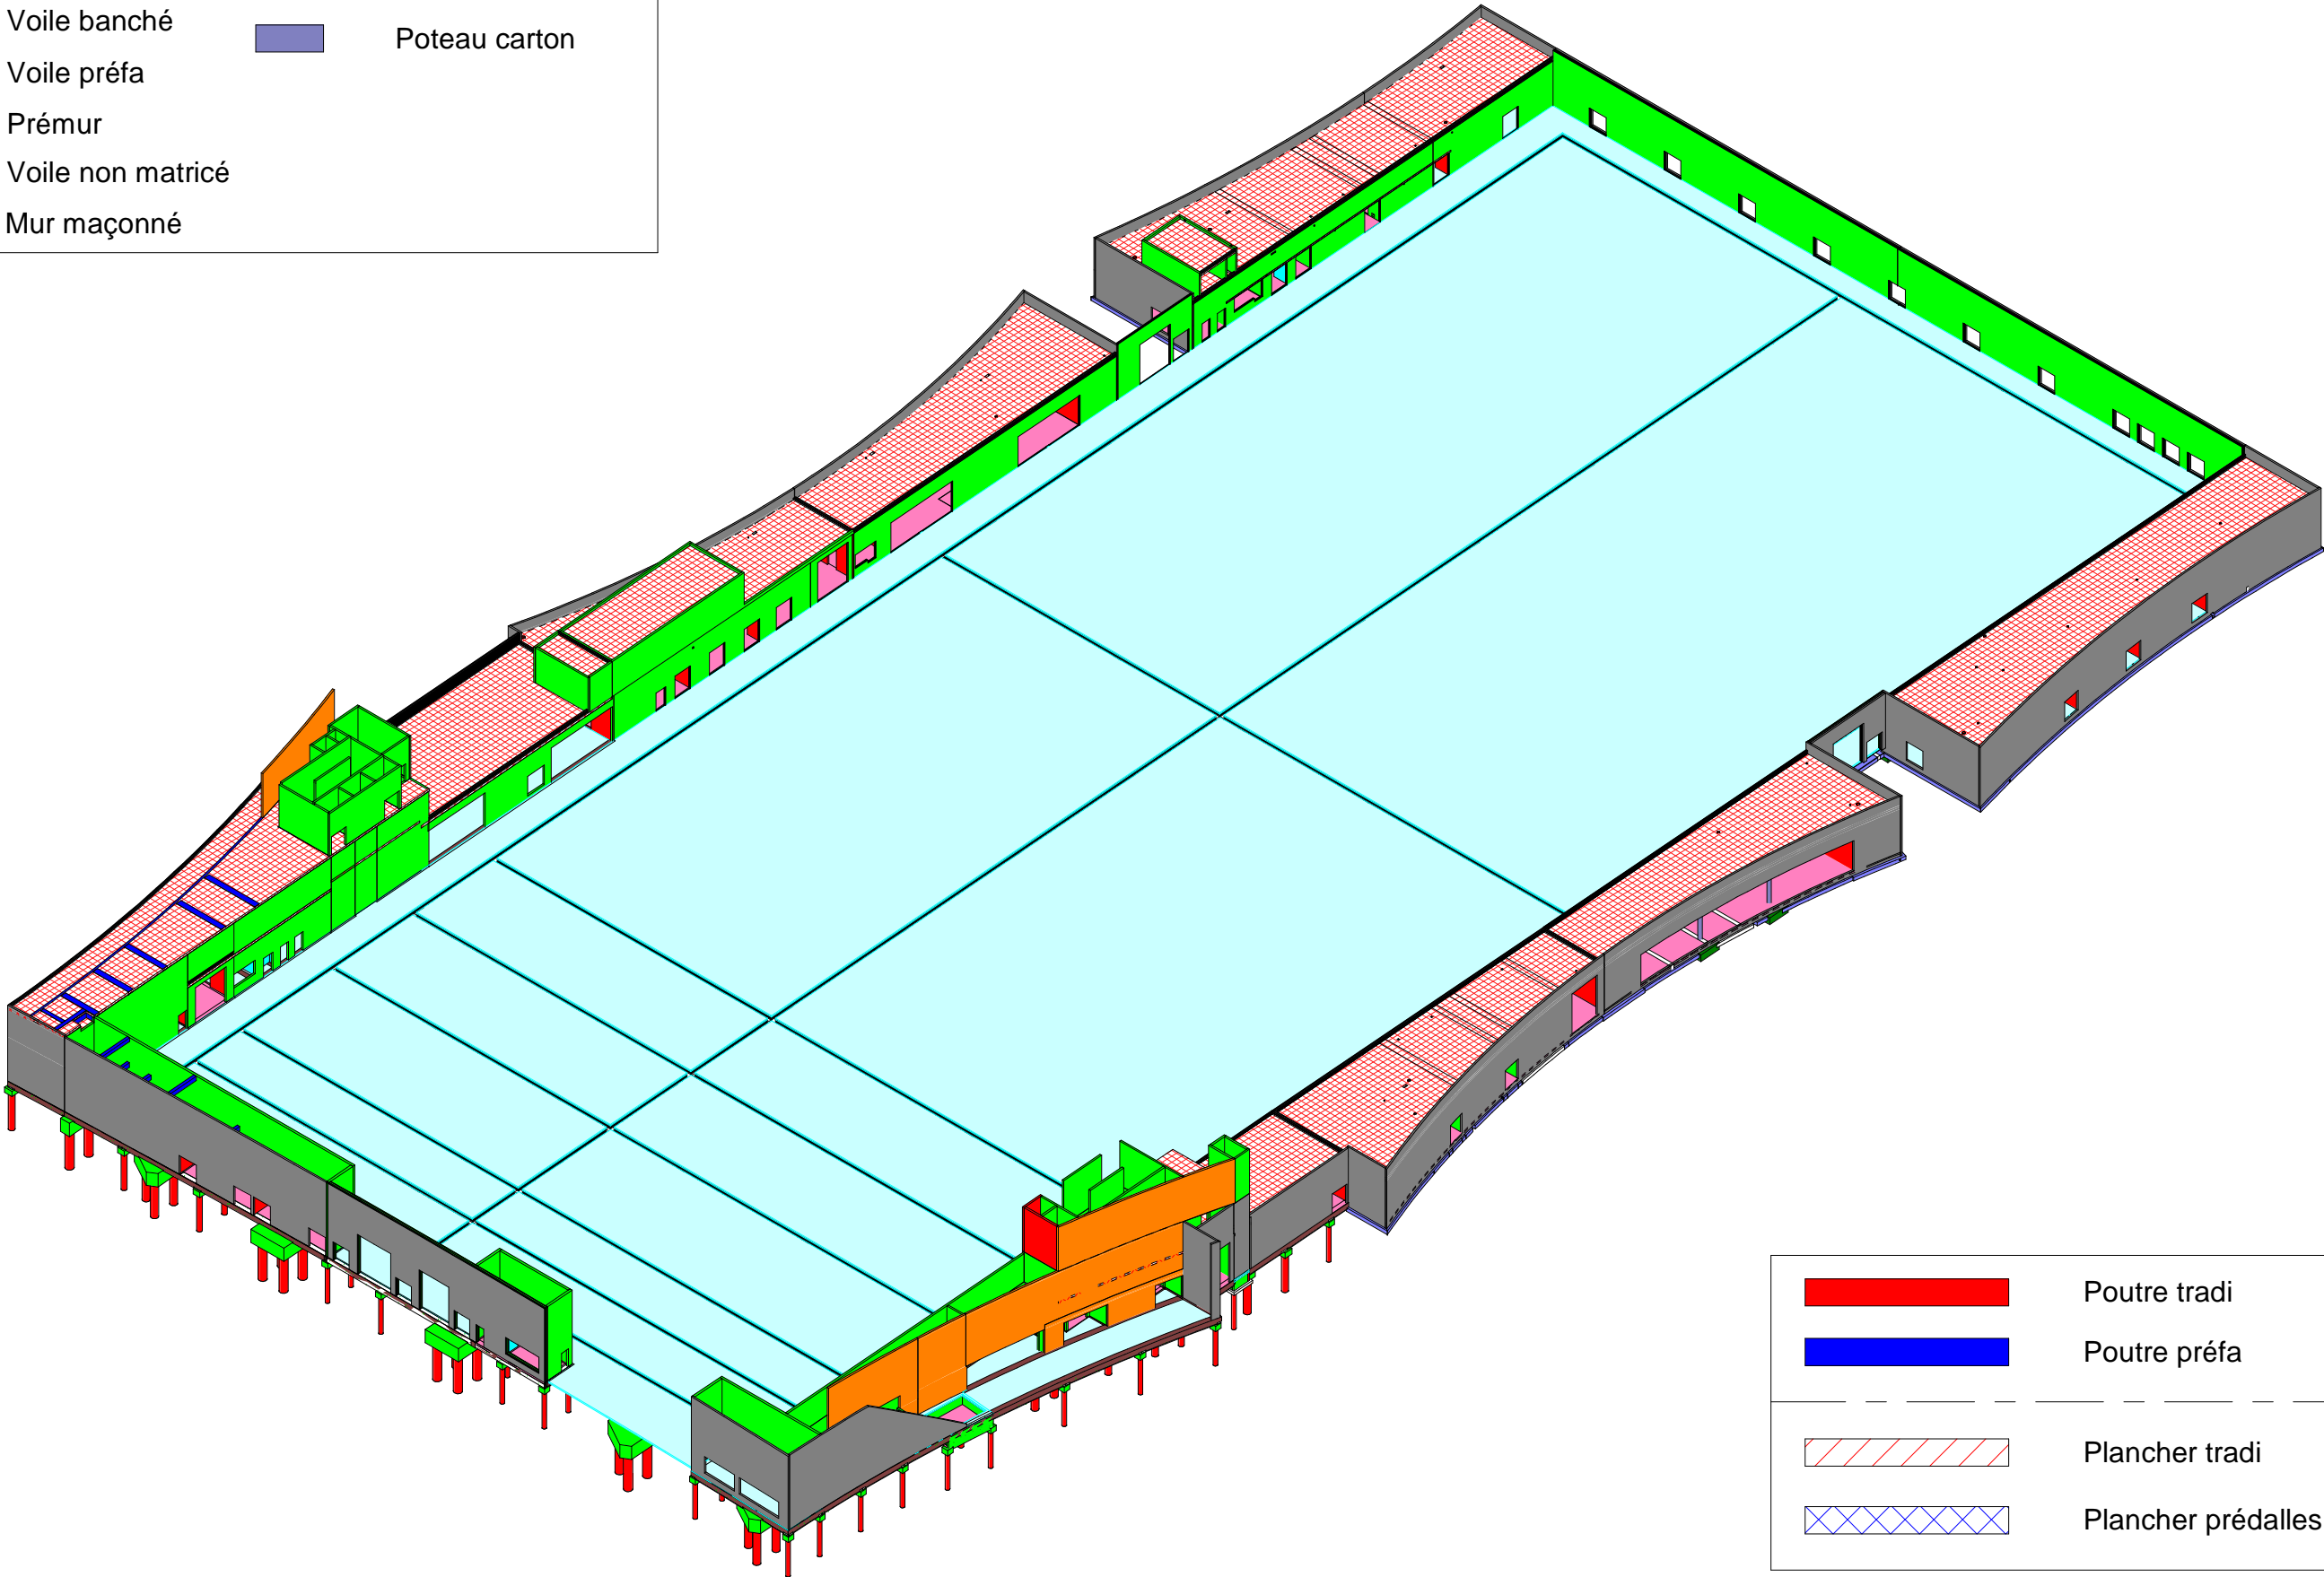 Voile banché
Poteau carton
Voile préfa
Prémur
Voile non matricé
Mur maçonné
Poutre tradi
Poutre préfa
Plancher tradi
Plancher prédalles